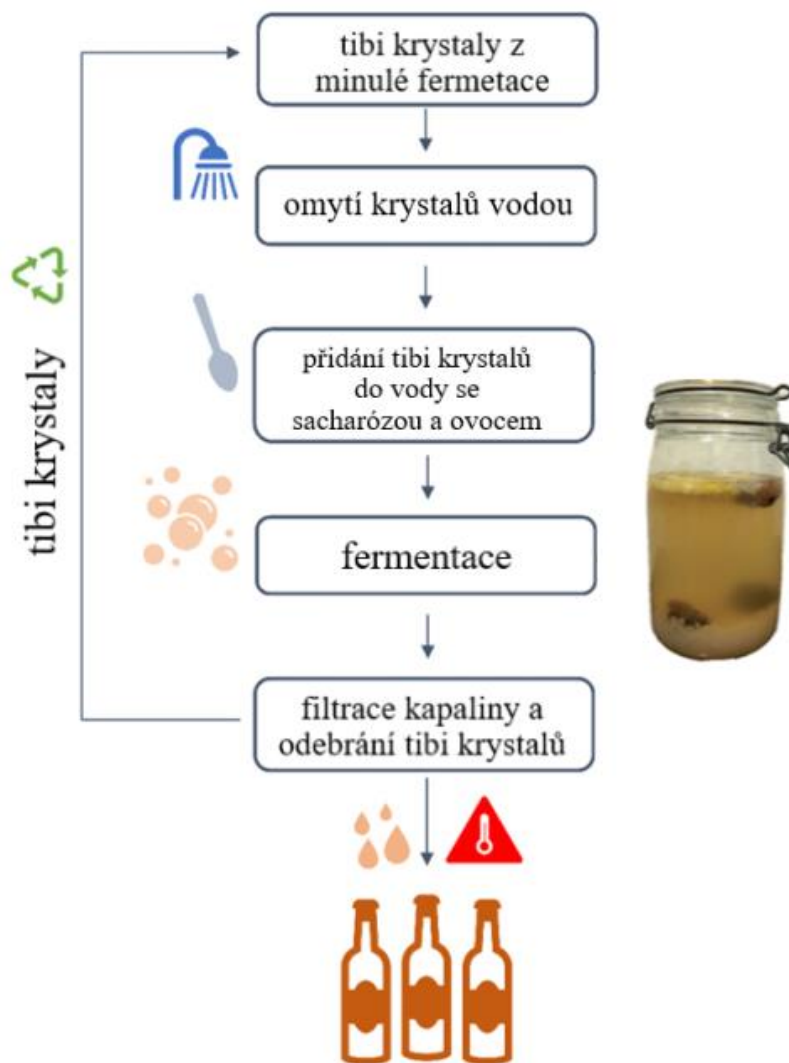 tibi krystaly z
minulé fermetace
omytí krystalů vodou
přidání tibi krystalů
do vody se
sacharózou a ovocem
fermentace
filtrace kapaliny a
odebrání tibi krystalů
tibi krystaly